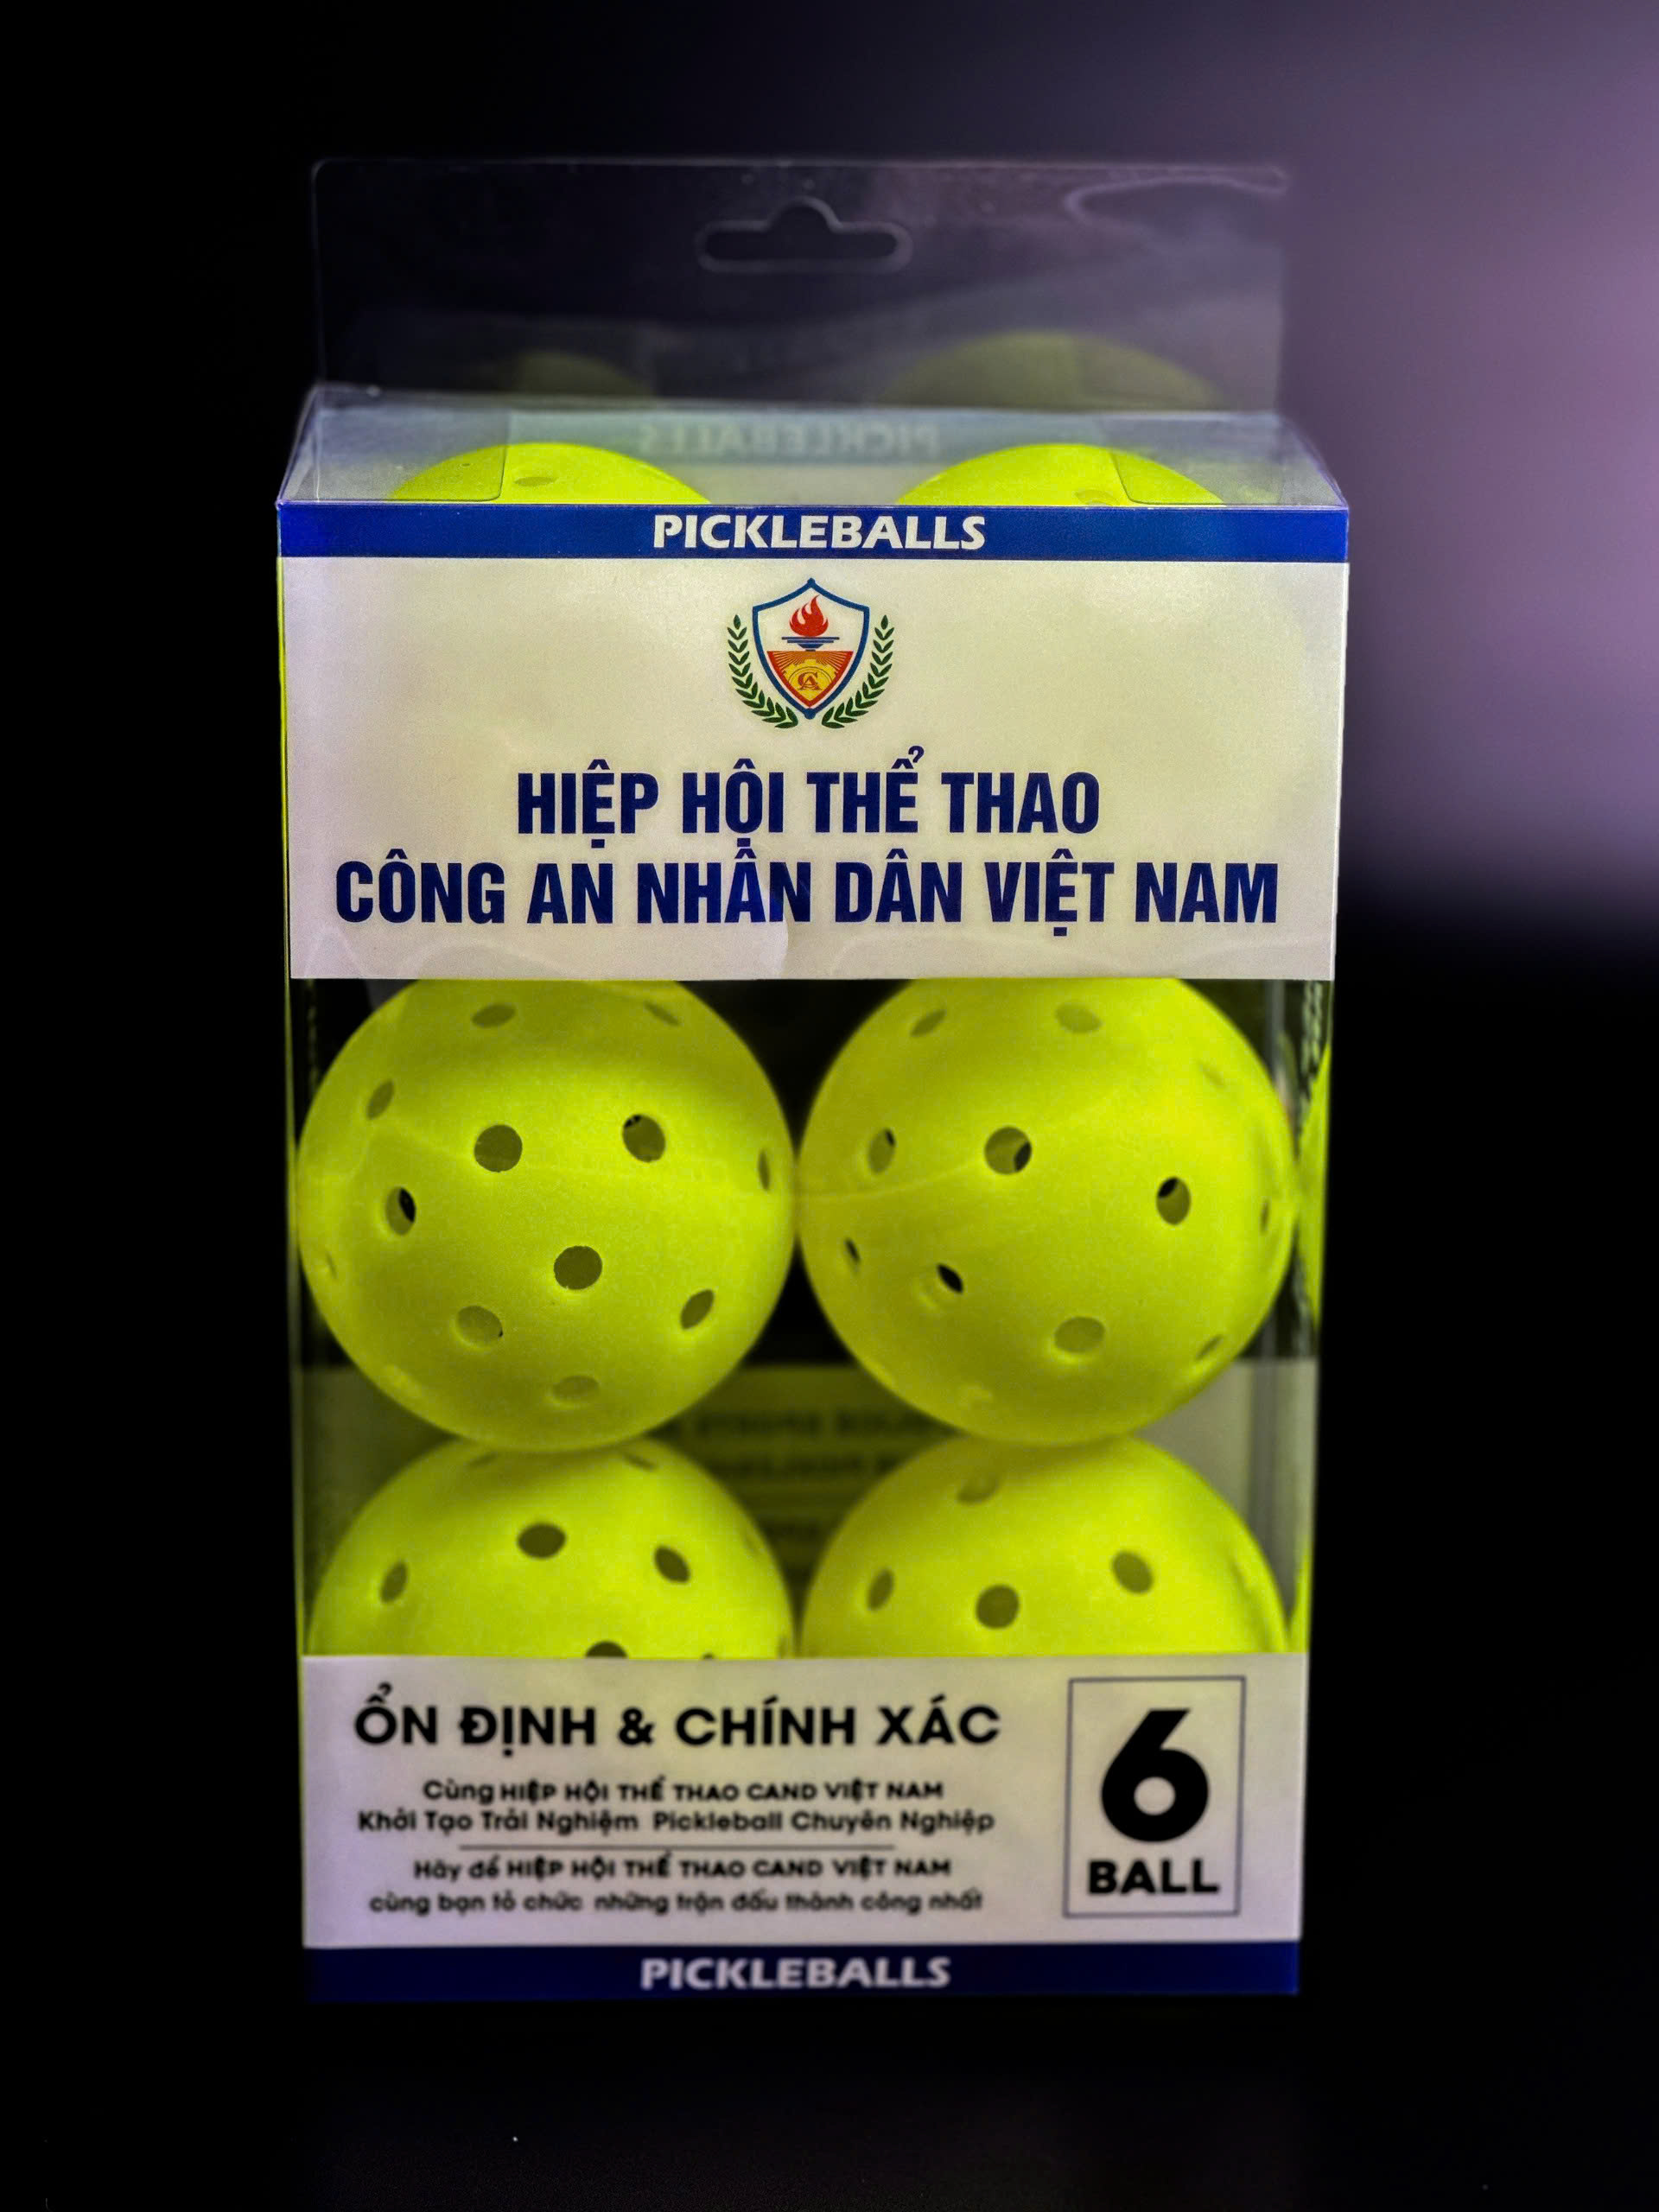 PICKLEBALLS
PICKLEBALLS
CA
HIỆP HỘI THỂ THAO
CÔNG AN NHÂN DÂN VIỆT NAM
ỔN ĐỊNH & CHÍNH XÁC
Cùng HIỆP HỘI THỂ THAO CAND VIỆT NAM
Khởi Tạo Trải Nghiệm Pickleball Chuyên Nghiệp
Hãy để HIỆP HỘI THỂ THAO CAND VIỆT NAM
cùng bạn tổ chức những trận đấu thành công nhất
6
BALL
PICKLEBALLS